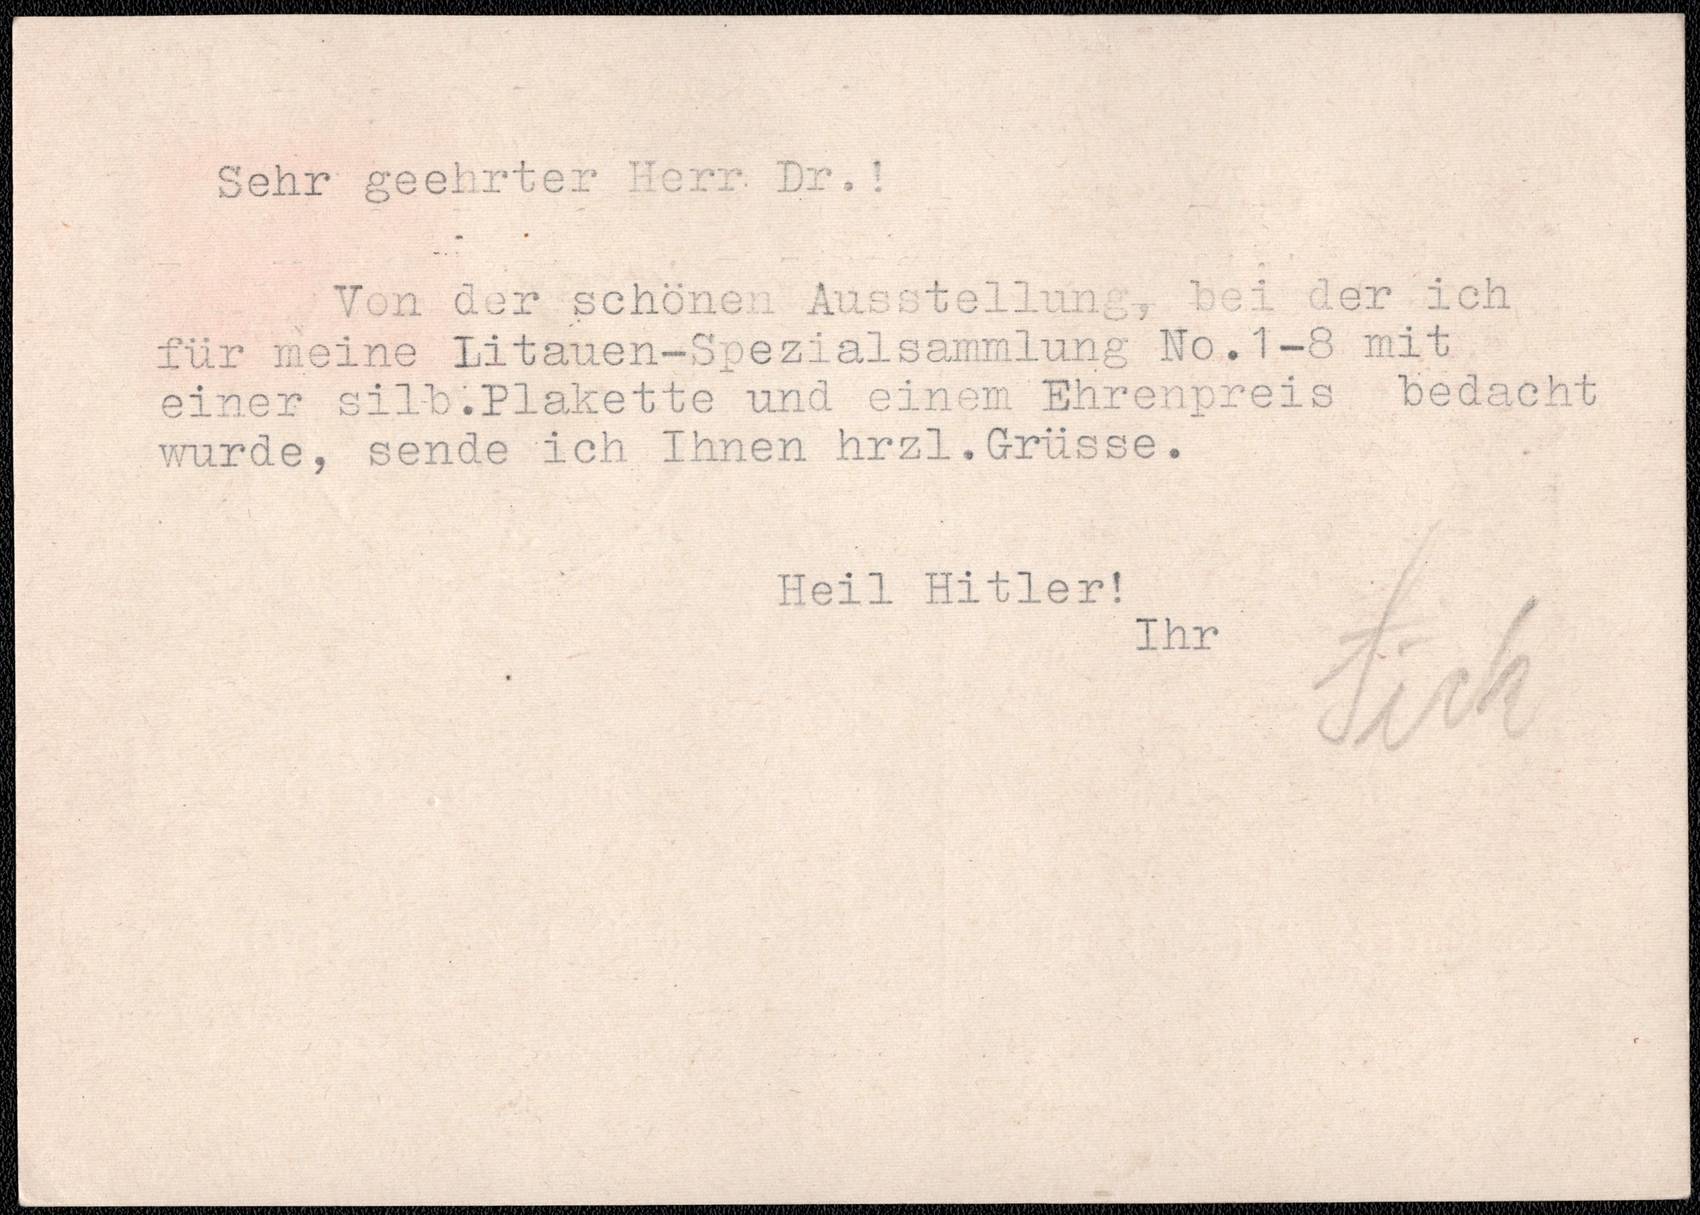 Sehr geehrter Herr Dr.!
Von der schönen Ausstellung, bei der ich
für meine Litauen-Spezialsammlung No.1-8 mit
einer silb.Plakette und einem Ehrenpreis bedacht
wurde, sende ich Ihnen hrzl.Grüsse.
Heil Hitler!
Ihr